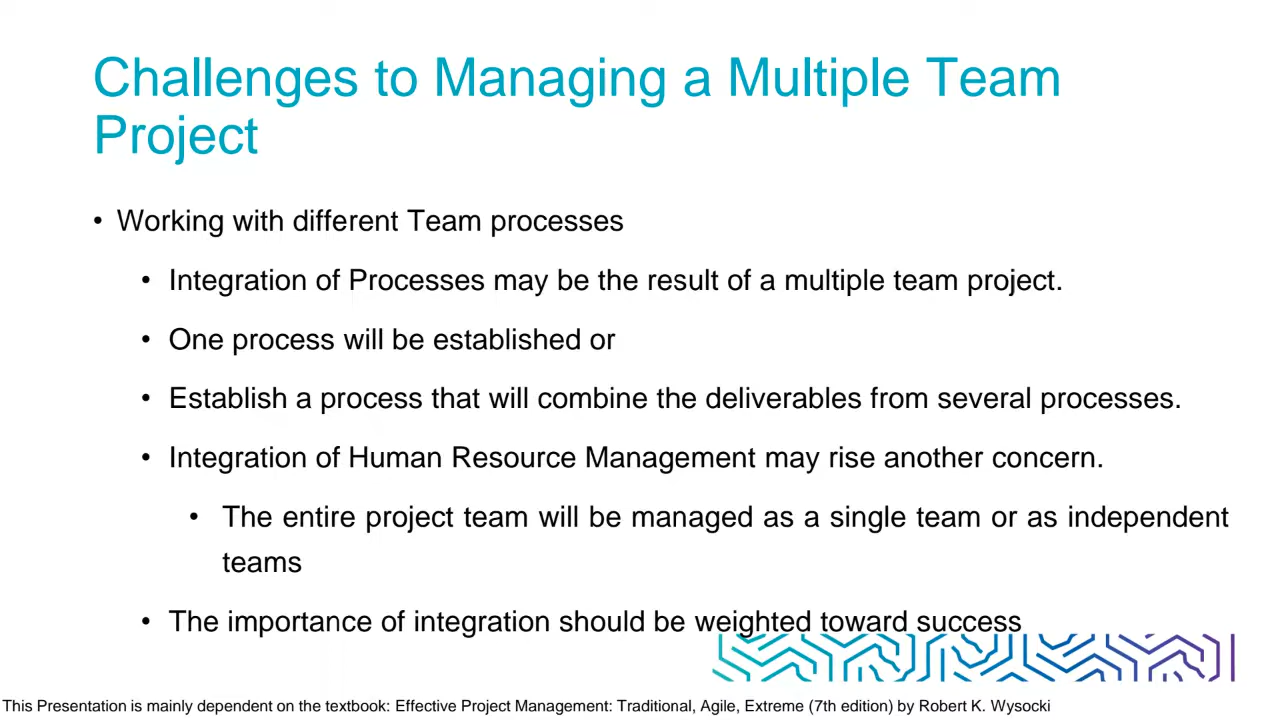 Challenges to Managing a Multiple Team
Project
• Working with different Team processes
• Integration of Processes may be the result of a multiple team project.
• One process will be established or
• Establish a process that will combine the deliverables from several processes.
• Integration of Human Resource Management may rise another concern.
• The entire project team will be managed as a single team or as independent
teams
• The importance of integration should be weighted toward success
This Presentation is mainly dependent on the textbook: Effective Project Management: Traditional, Agile, Extreme (7th edition) by Robert K. Wysocki